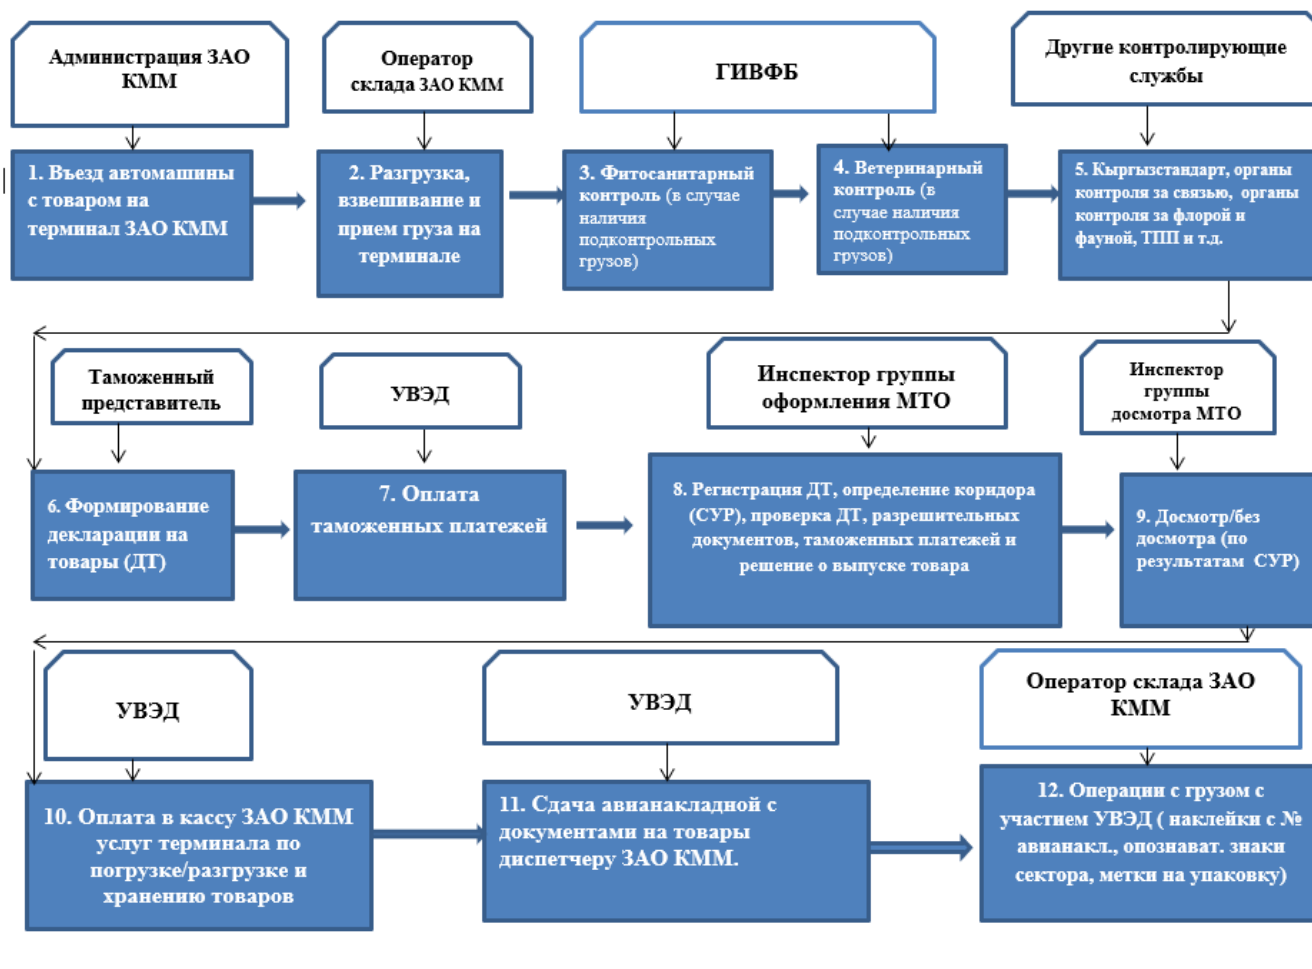 Администрация ЗАО
КММ
Оператор
склада ЗАО КММ
ГИВФБ
Другие контролирующие
службы
1. Въезд автомашины
с товаром на
терминал ЗАО КММ
2. Разгрузка,
взвешивание и
прием груза на
терминале
3. Фитосанитарный
контроль (в случае
наличия
подконтрольных
грузов)
4. Ветеринарный
контроль (в
случае наличия
подконтрольных
грузов)
5. Кыргызстандарт, органы
контроля за связью, органы
контроля за флорой и
фауной, ТПП и т.д.
Таможенный
представитель
УВЭД
Инспектор группы
оформления МТО
Инспектор
группы
досмотра МТО
6. Формирование
декларации на
товары (ДТ)
7. Оплата
таможенных платежей
8. Регистрация ДТ, определение коридора
(СУР), проверка ДТ, разрешительных
документов, таможенных платежей и
решение о выпуске товара
9. Досмотр/без
досмотра (по
результатам СУР)
УВЭД
УВЭД
Оператор склада ЗАО
КММ
10. Оплата в кассу ЗАО КММ
услуг терминала по
погрузке/разгрузке и
хранению товаров
11. Сдача авианакладной с
документами на товары
диспетчеру ЗАО КММ.
12. Операции с грузом с
участием УВЭД ( наклейки с №
авианакл., опознават. знаки
сектора, метки на упаковку)